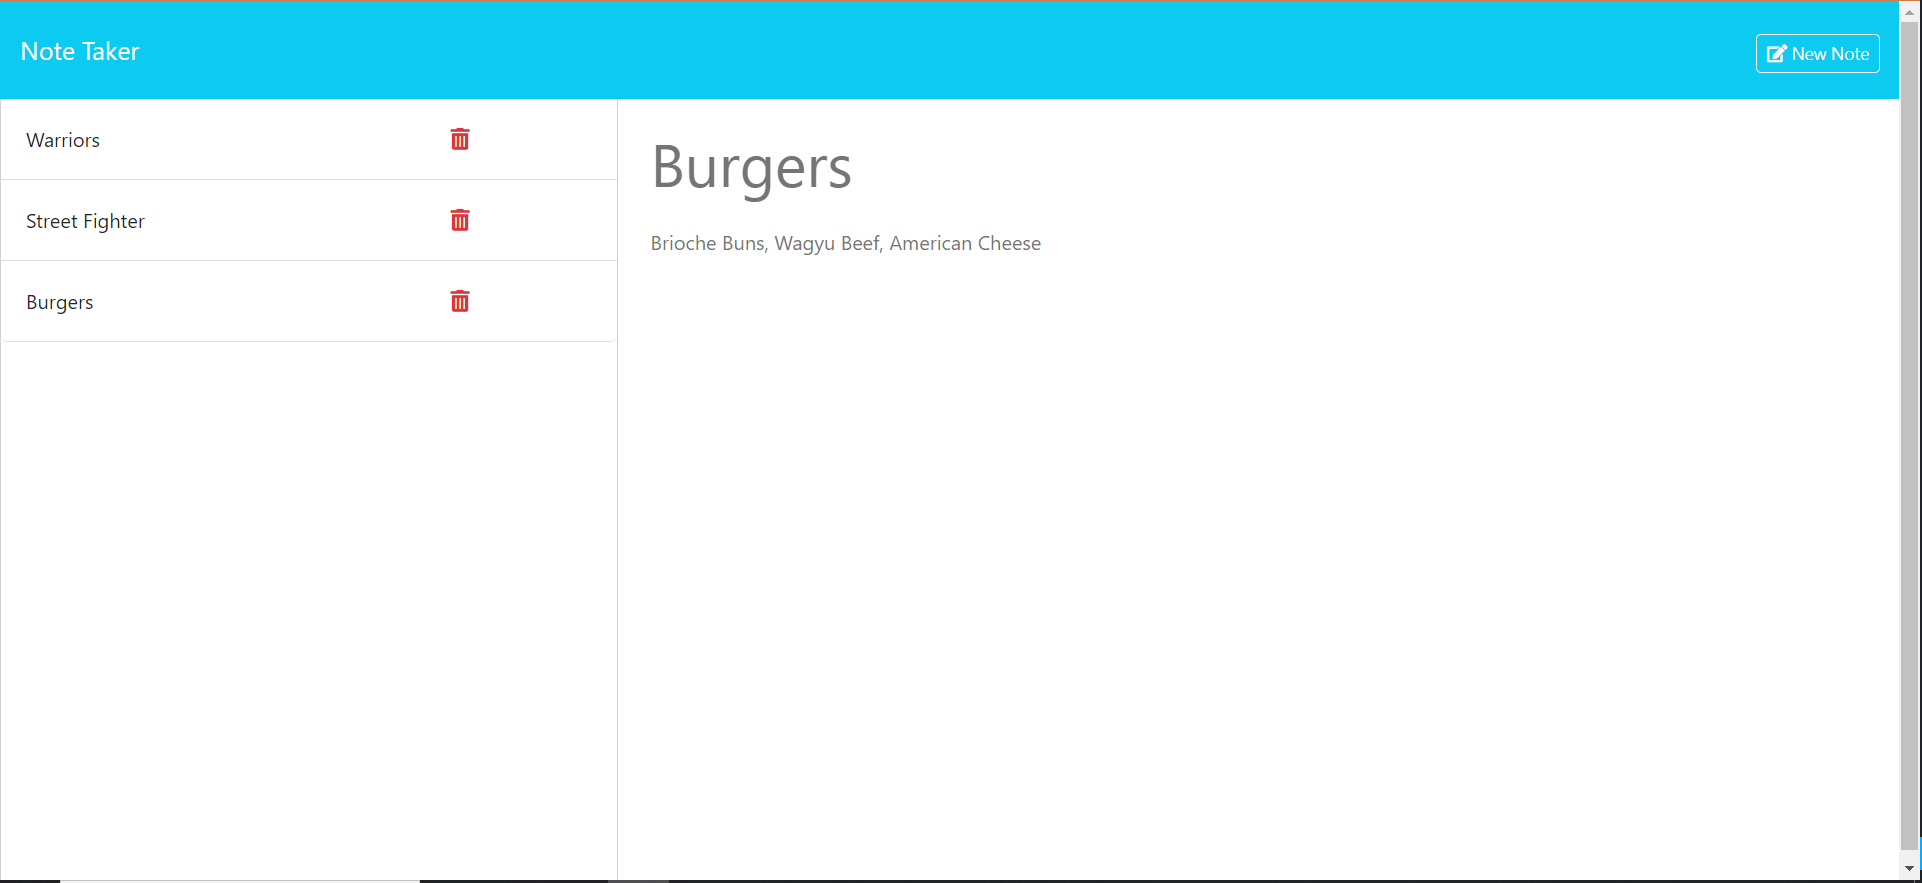 Note Taker
New Note
Warriors
Street Fighter
Burgers
Burgers
Brioche Buns, Wagyu Beef, American Cheese